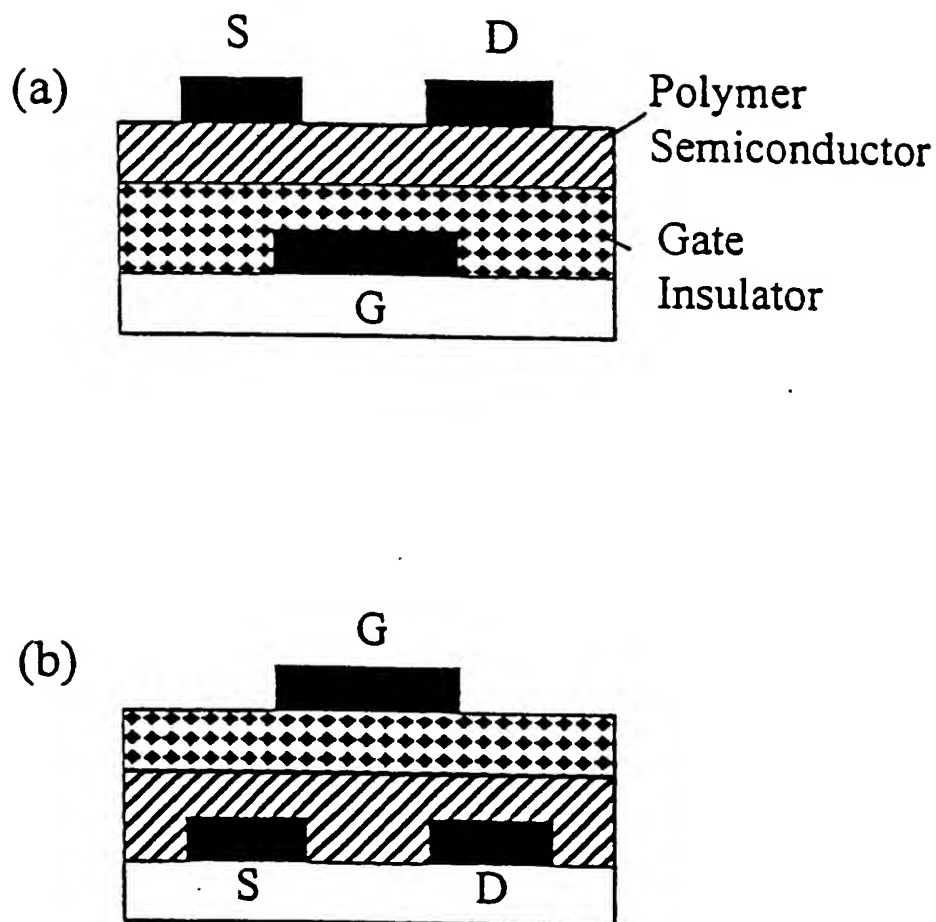 S D
(a)
Polymer
Semiconductor
Gate
Insulator
G
G
(b)
S D